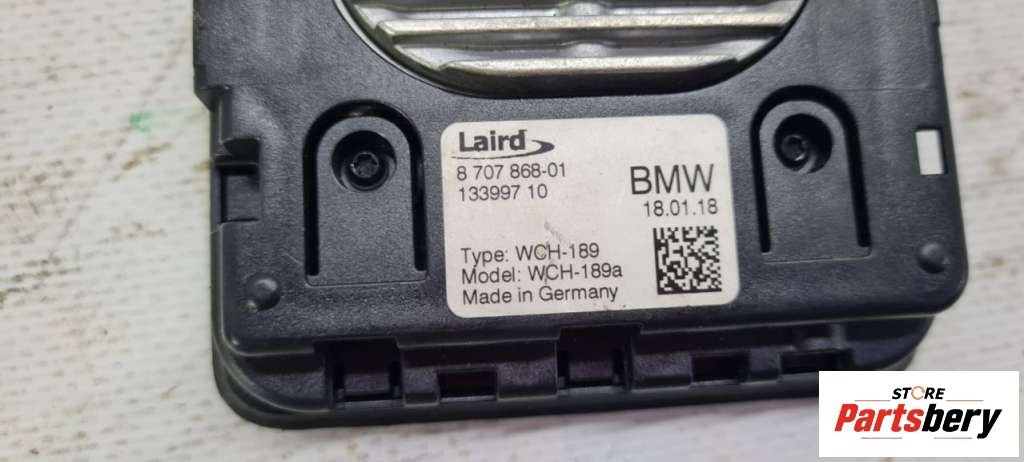 Laird
8 707 868-01
133997 10
BMW
18.01.18
Type: WCH-189
Model: WCH-189a
Made in Germany
STORE
Partsbery